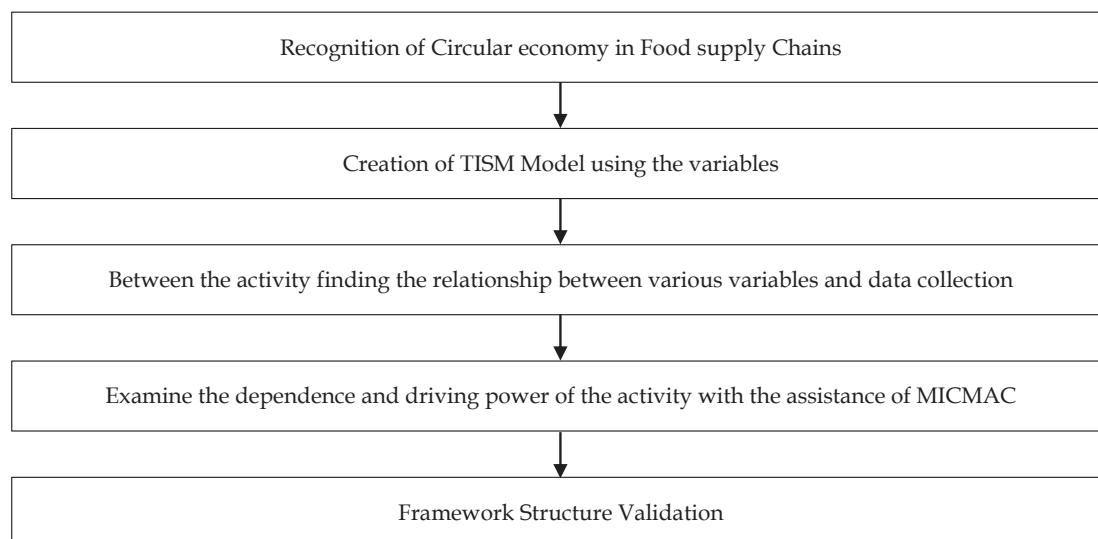 Recognition of Circular economy in Food supply Chains
Creation of TISM Model using the variables
Between the activity finding the relationship between various variables and data collection
Examine the dependence and driving power of the activity with the assistance of MICMAC
Framework Structure Validation